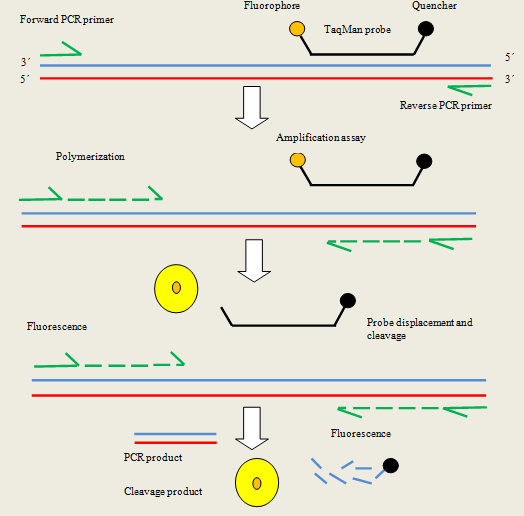 Fluorophore
Quencher
Forward PCR primer
TaqMan probe
3´
5´
5´
3´
Reverse PCR primer
Amplification assay
Polymerization
Fluorescence
Probe displacement and
cleavage
Fluorescence
PCR product
Cleavage product